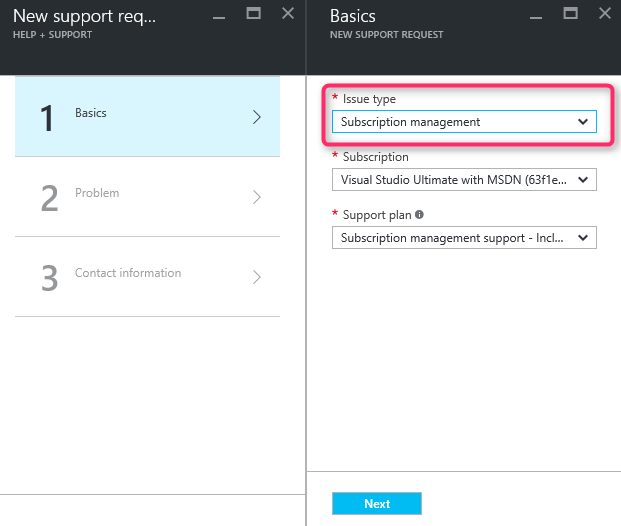 New support req...
HELP + SUPPORT
1
Basics
2
Problem
3
Contact information
Basics
NEW SUPPORT REQUEST
* Issue type
Subscription management
* Subscription
Visual Studio Ultimate with MSDN (63f1e...
* Support plan
Subscription management support - Incl...
Next